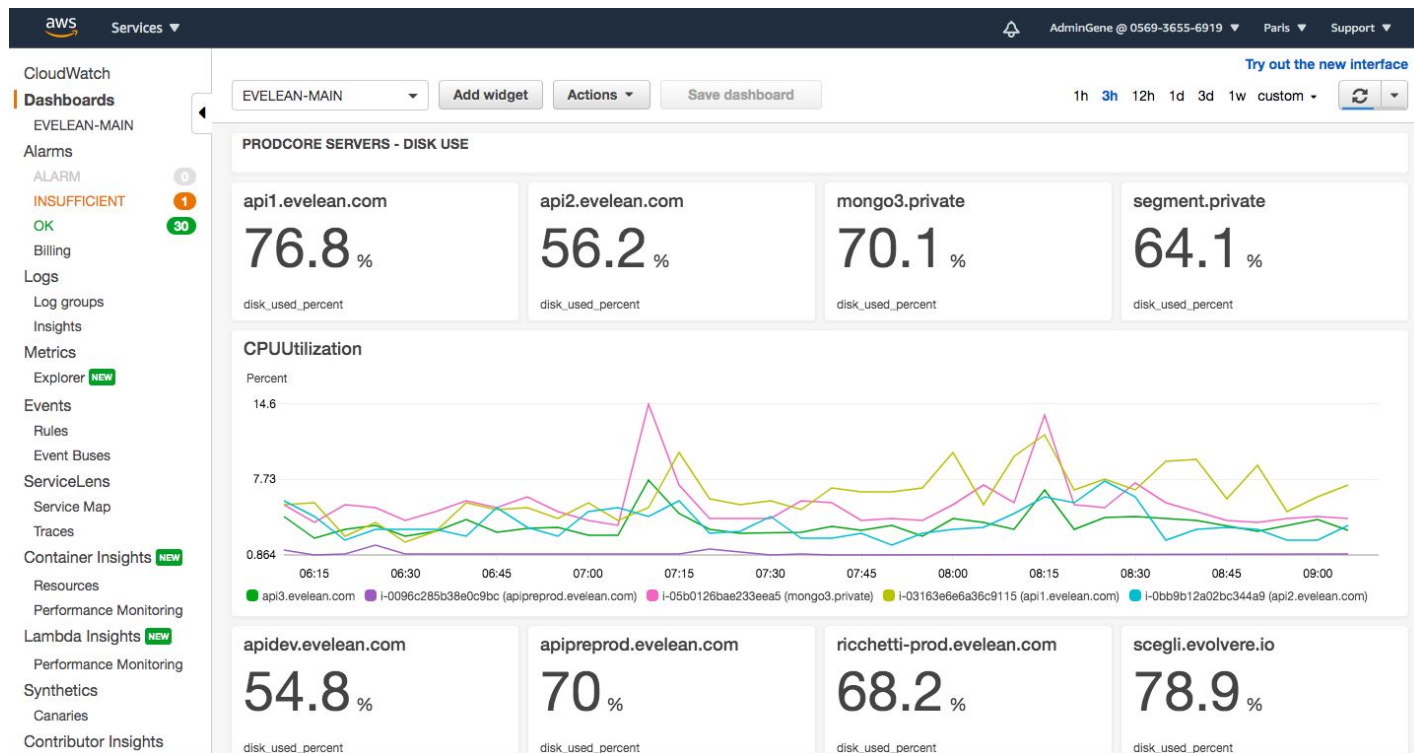 aws Services ▼ AdminGene @ 0569-3655-6919 ▼ Paris ▼ Support ▼
Try out the new interface
CloudWatch
Dashboards
EVELEAN-MAIN
Alarms
ALARM 0
INSUFFICIENT 1
OK 30
Billing
Logs
Log groups
Insights
Metrics
Explorer NEW
Events
Rules
Event Buses
ServiceLens
Service Map
Traces
Container Insights NEW
Resources
Performance Monitoring
Lambda Insights NEW
Performance Monitoring
Synthetics
Canaries
Contributor Insights
EVELEAN-MAIN Add widget Actions Save dashboard 1h 3h 12h 1d 3d 1w custom
PRODCORE SERVERS - DISK USE
api1.evelean.com
76.8 %
disk_used_percent
api2.evelean.com
56.2 %
disk_used_percent
mongo3.private
70.1 %
disk_used_percent
segment.private
64.1 %
disk_used_percent
CPUUtilization
Percent
14.6
7.73
0.864
06:15 06:30 06:45 07:00 07:15 07:30 07:45 08:00 08:15 08:30 08:45 09:00
api3.evelean.com i-0096c285b38e0c9bc (apipreprod.evelean.com) i-05b0126bae233eea5 (mongo3.private) i-03163e6e6a36c9115 (api1.evelean.com) i-0bb9b12a02bc344a9 (api2.evelean.com)
apidev.evelean.com
54.8 %
disk_used_percent
apipreprod.evelean.com
70 %
disk_used_percent
ricchetti-prod.evelean.com
68.2 %
disk_used_percent
scegli.evolvere.io
78.9 %
disk_used_percent